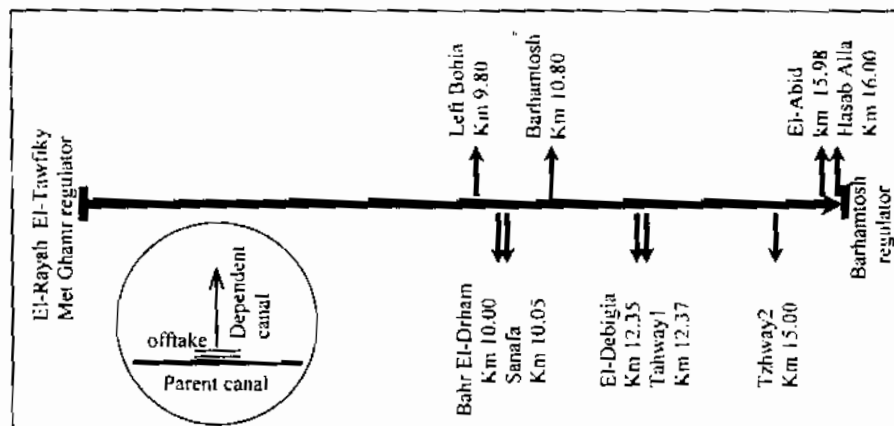 El-Rayah El-Tawfiky
Met Ghamr regulator
Left Bohia
Km 9.80
Barhamtosh
Km 10.80
El-Abid
km 15.98
Hasab Alla
Km 16.00
Barhamtosh
regulator
Bahr El-Drham
Km 10.00
Sanafa
Km 10.05
El-Debigia
Km 12.35
Tahway1
Km 12.37
Tzhway2
Km 15.00
offtake
Dependent
canal
Parent canal